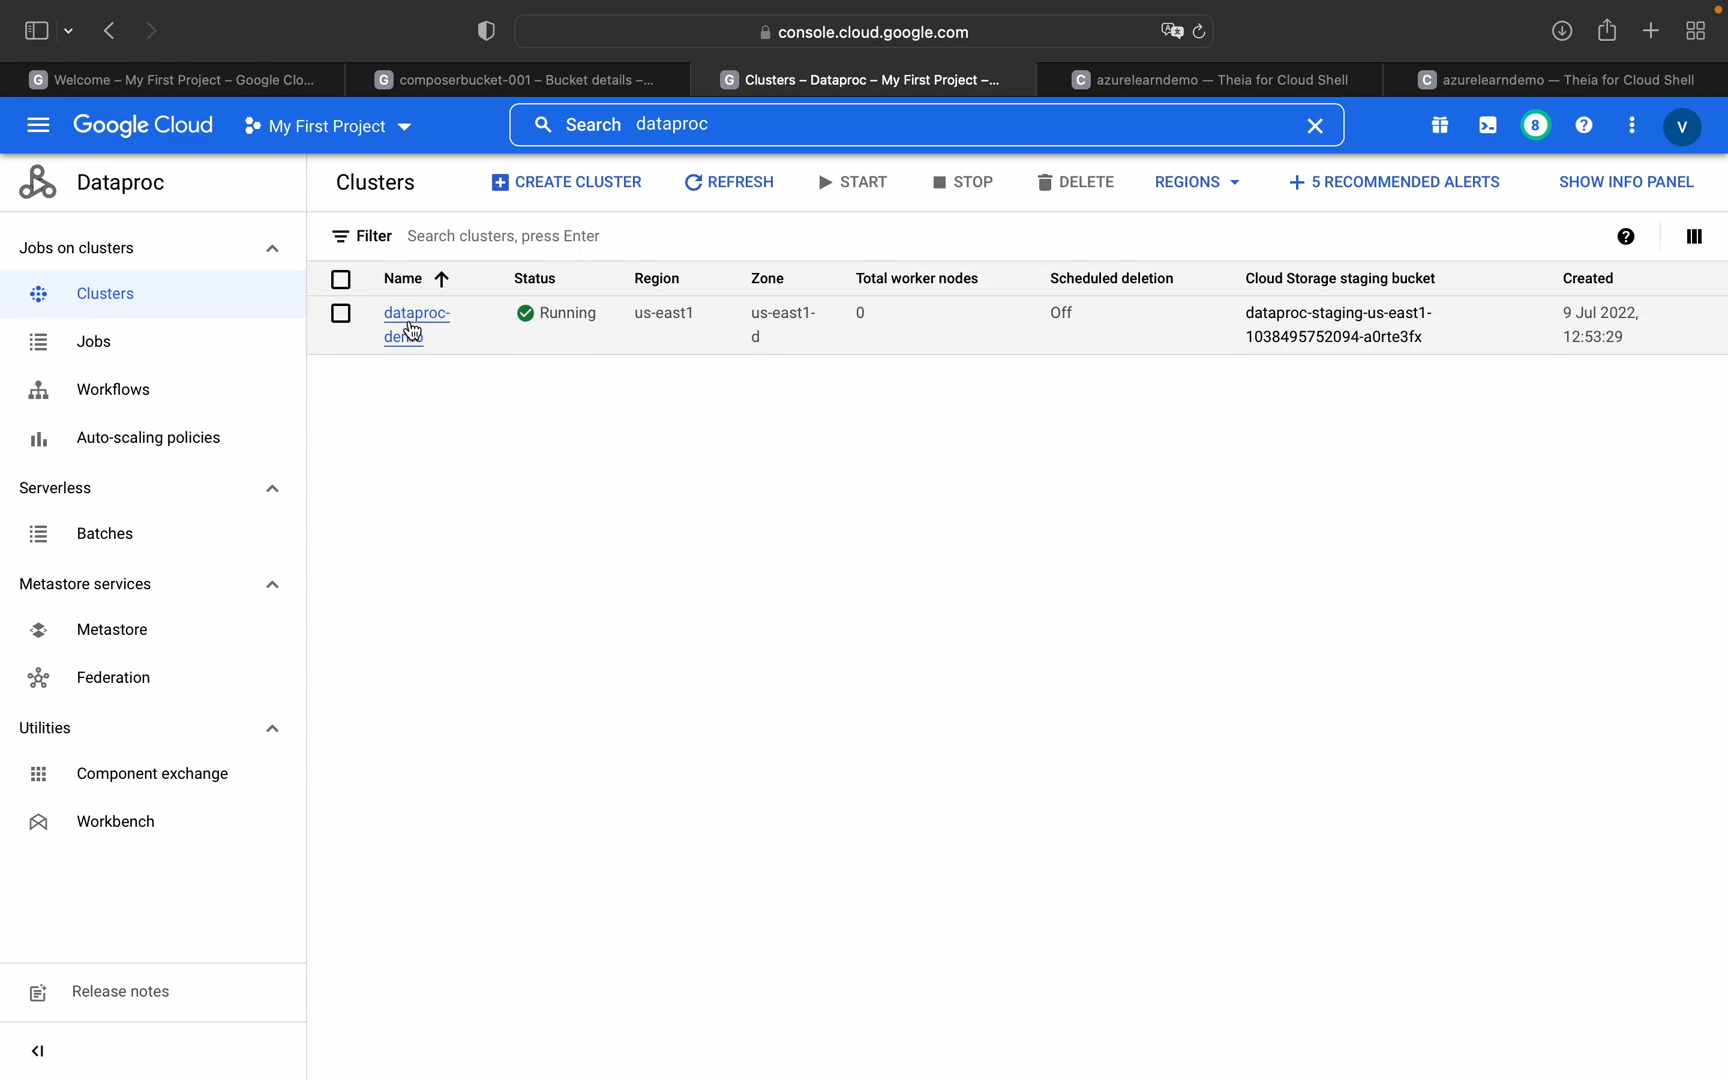 console.cloud.google.com
G Welcome – My First Project – Google Clo...
G composerbucket-001 – Bucket details –...
G Clusters – Dataproc – My First Project –...
C azurelearndemo — Theia for Cloud Shell
C azurelearndemo — Theia for Cloud Shell
Google Cloud
My First Project
Search dataproc
8
V
Dataproc
Clusters
CREATE CLUSTER
REFRESH
START
STOP
DELETE
REGIONS
5 RECOMMENDED ALERTS
SHOW INFO PANEL
Jobs on clusters
Clusters
Jobs
Workflows
Auto-scaling policies
Serverless
Batches
Metastore services
Metastore
Federation
Utilities
Component exchange
Workbench
Release notes
Filter Search clusters, press Enter
Name Status Region Zone Total worker nodes Scheduled deletion Cloud Storage staging bucket Created
dataproc- Running us-east1 us-east1- 0 Off dataproc-staging-us-east1- 9 Jul 2022,
demo d 1038495752094-a0rte3fx 12:53:29